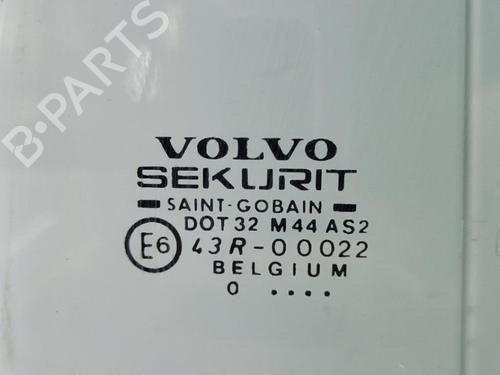 B-PARTS
VOLVO
SEKURIT
SAINT-GOBAIN
DOT 32 M44 AS2
E6 43R-00022
BELGIUM
0 ....